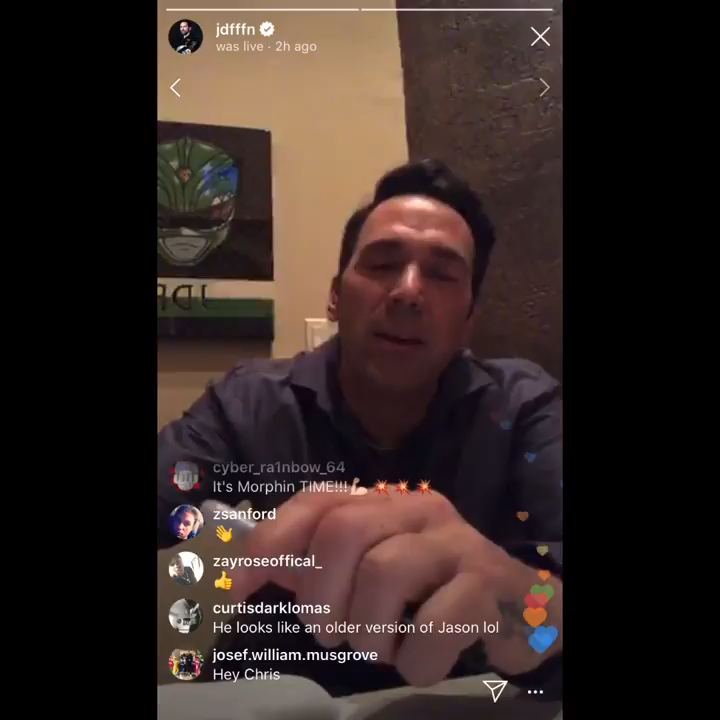 jdfffn
was live · 2h ago
cyber_ra1nbow_64
It's Morphin TIME!!!💪🏻💥💥💥
zsanford
👋
zayroseoffical_
👍
curtisdarklomas
He looks like an older version of Jason lol
josef.william.musgrove
Hey Chris